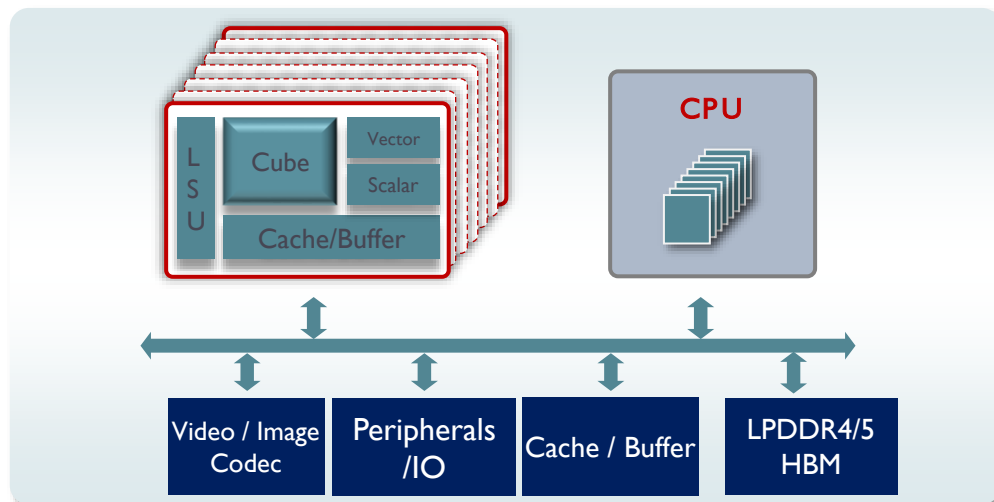 L
S
U
Cube
Vector
Scalar
Cache/Buffer
CPU
Video / Image
Codec
Peripherals
/IO
Cache / Buffer
LPDDR4/5
HBM